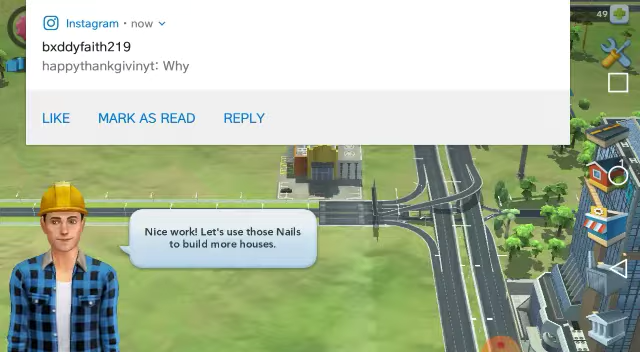 Instagram • now
bxddyfaith219
happythankgivinyt: Why
LIKE MARK AS READ REPLY
49
Nice work! Let's use those Nails
to build more houses.